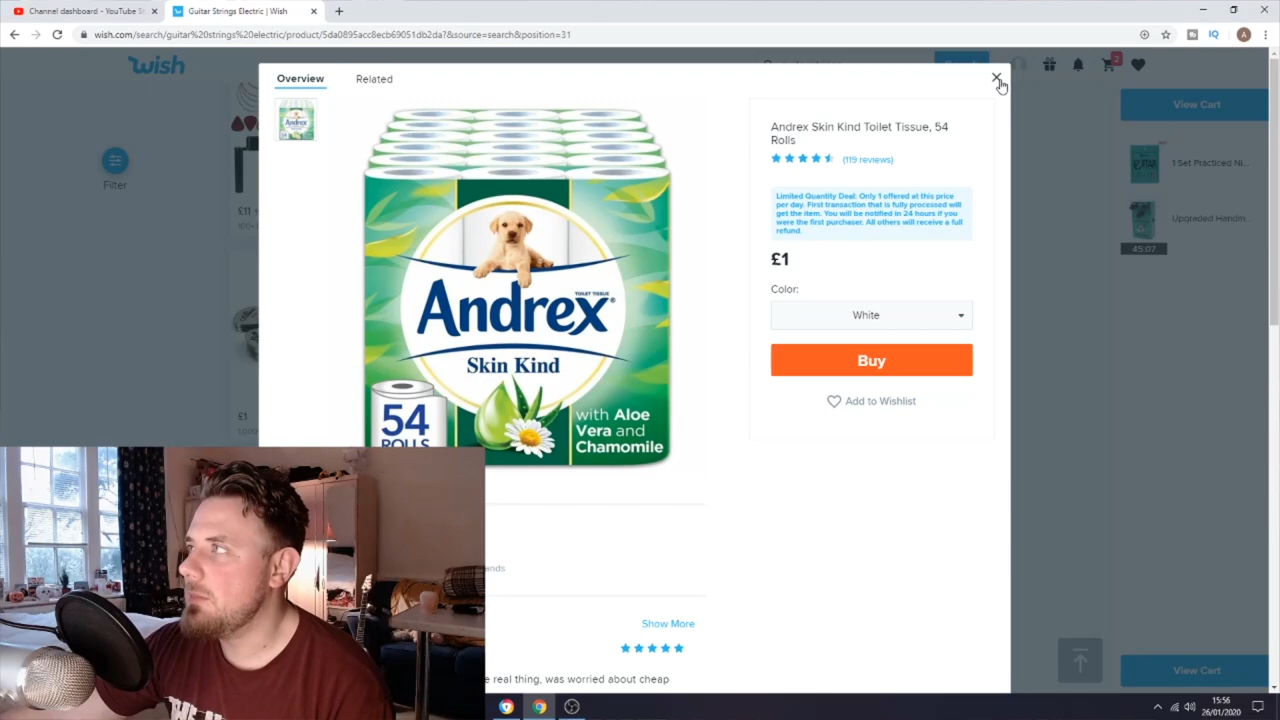 Channel dashboard - YouTube St
Guitar Strings Electric | Wish
wish.com/search/guitar%20strings%20electric/product/5da0895acc8ecb69051db2da?&source=search&position=31
IQ
A
wish
2
Overview
Related
View Cart
Andrex Skin Kind Toilet Tissue, 54
Rolls
(119 reviews)
1 Set Practiced Ni...
Filter
Limited Quantity Deal: Only 1 offered at this price
per day. First transaction that is fully processed will
get the item. You will be notified in 24 hours if you
were the first purchaser. All others will receive a full
refund.
Upgreded Handm...
45:07
£1
Color:
White
Buy
Add to Wishlist
TOILET TISSUE
Andrex
Skin Kind
54
ROLLS
with Aloe
Vera and
Chamomile
£11
£1
ands
Show More
e real thing, was worried about cheap
View Cart
15:56
26/01/2020